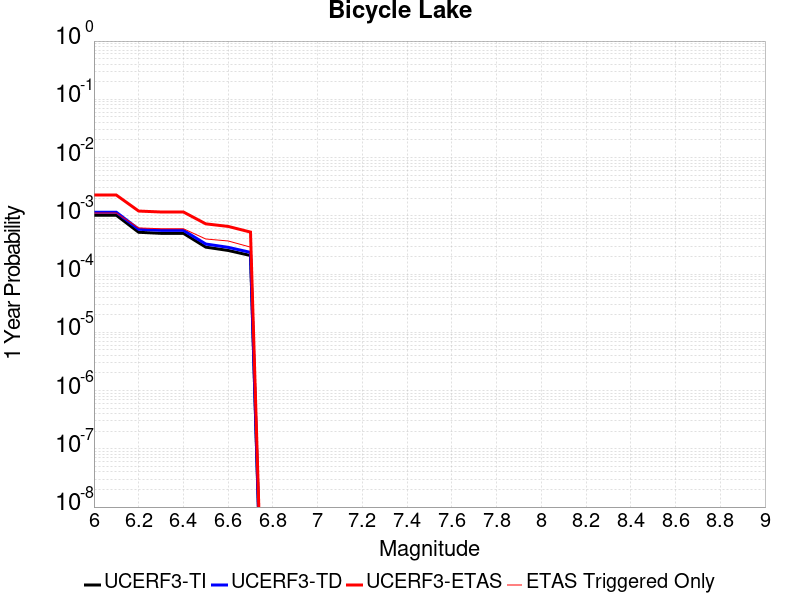 Bicycle Lake
10^0
10^-1
10^-2
10^-3
10^-4
10^-5
10^-6
10^-7
10^-8
1 Year Probability
6 6.2 6.4 6.6 6.8 7 7.2 7.4 7.6 7.8 8 8.2 8.4 8.6 8.8 9
Magnitude
UCERF3-TI UCERF3-TD UCERF3-ETAS ETAS Triggered Only